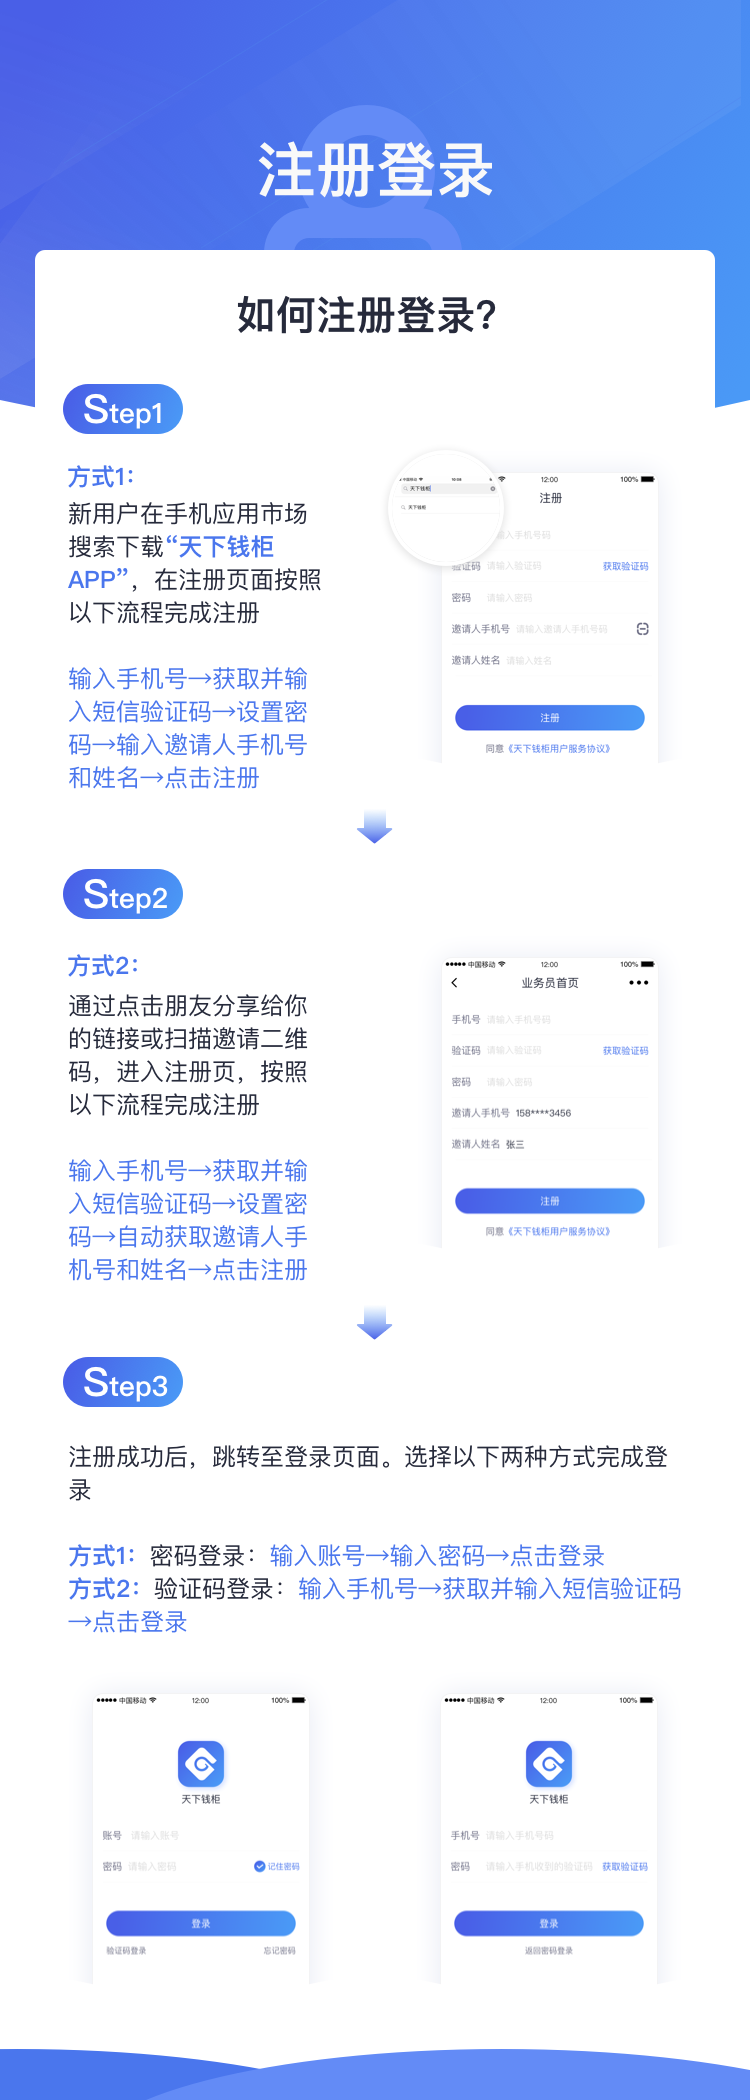 注册登录
如何注册登录?
Step1
方式1:
新用户在手机应用市场
搜索下载“天下钱柜
APP”，在注册页面按照
以下流程完成注册
输入手机号→获取并输
入短信验证码→设置密
码→输入邀请人手机号
和姓名→点击注册
中国移动
天下钱柜
天下钱柜
12:00 100%
注册
输入手机号码
验证码 请输入验证码 获取验证码
密码 请输入密码
邀请人手机号 请输入邀请人手机号码
邀请人姓名 请输入姓名
注册
同意《天下钱柜用户服务协议》
Step2
方式2:
通过点击朋友分享给你
的链接或扫描邀请二维
码，进入注册页，按照
以下流程完成注册
输入手机号→获取并输
入短信验证码→设置密
码→自动获取邀请人手
机号和姓名→点击注册
中国移动 12:00 100%
业务员首页
手机号 请输入手机号码
验证码 请输入验证码 获取验证码
密码 请输入密码
邀请人手机号 158****3456
邀请人姓名 张三
注册
同意《天下钱柜用户服务协议》
Step3
注册成功后，跳转至登录页面。选择以下两种方式完成登
录
方式1：密码登录：输入账号→输入密码→点击登录
方式2：验证码登录：输入手机号→获取并输入短信验证码
→点击登录
中国移动 12:00 100%
天下钱柜
账号 请输入账号
密码 请输入密码 记住密码
登录
验证码登录 忘记密码
中国移动 12:00 100%
天下钱柜
手机号 请输入手机号码
密码 请输入手机收到的验证码 获取验证码
登录
返回密码登录